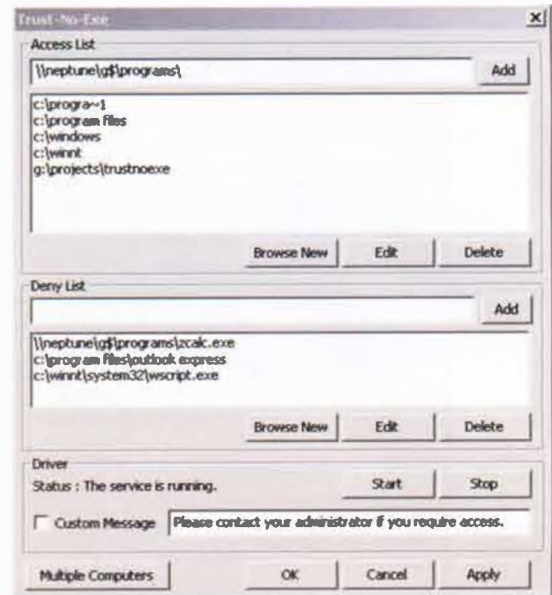 Trust-No-Exe
Access List
\\neptune\g$\programs\
Add
c:\progra~1
c:\program files
c:\windows
c:\winnt
g:\projects\trustnoexe
Browse New
Edit
Delete
Deny List
Add
\\neptune\g$\programs\zcalc.exe
c:\program files\outlook express
c:\winnt\system32\wscript.exe
Browse New
Edit
Delete
Driver
Status : The service is running.
Start
Stop
Custom Message
Please contact your administrator if you require access.
Multiple Computers
OK
Cancel
Apply